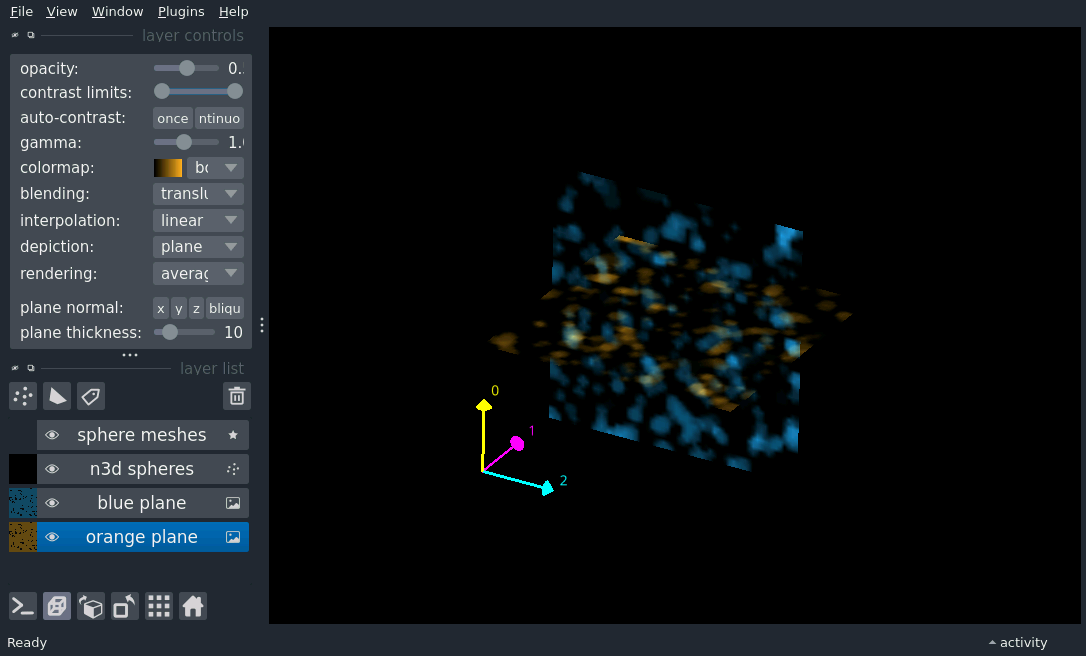 File View Window Plugins Help
layer controls
opacity: 0.
contrast limits:
auto-contrast: once ntinuo
gamma: 1.
colormap: bo
blending: translu
interpolation: linear
depiction: plane
rendering: averag
plane normal: x y z bliqu
plane thickness: 10
layer list
sphere meshes
n3d spheres
blue plane
orange plane
0
1
2
Ready
activity